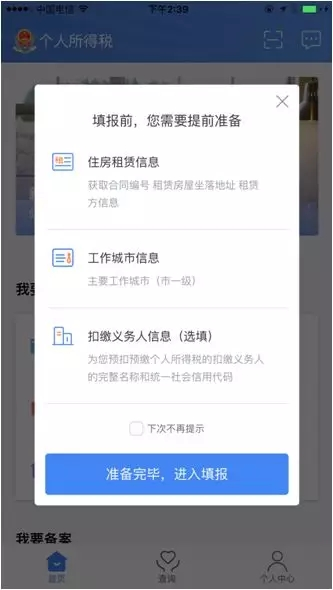 中国电信 下午2:39
个人所得税
填报前，您需要提前准备
住房租赁信息
获取合同编号 租赁房屋坐落地址 租赁
方信息
工作城市信息
主要工作城市（市一级）
扣缴义务人信息（选填）
为您预扣预缴个人所得税的扣缴义务人
的完整名称和统一社会信用代码
下次不再提示
准备完毕，进入填报
我要
我要备案
首页 查询 个人中心